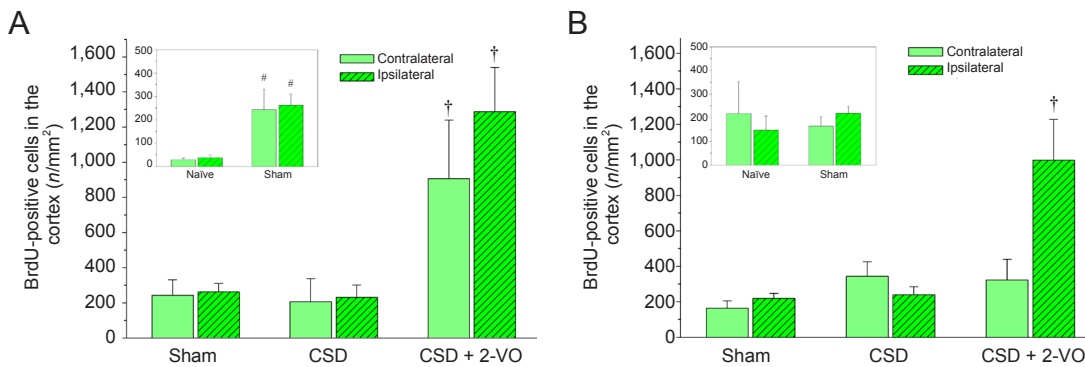 A
BrdU-positive cells in the
cortex (n/mm²)
1,600
1,400
1,200
1,000
800
600
400
200
0
500
400
300
200
100
0
# #
Naïve Sham
Contralateral
Ipsilateral
† †
Sham CSD CSD + 2-VO
B
BrdU-positive cells in the
cortex (n/mm²)
1,600
1,400
1,200
1,000
800
600
400
200
0
500
400
300
250
200
150
100
50
0
Naïve Sham
Contralateral
Ipsilateral
†
Sham CSD CSD + 2-VO